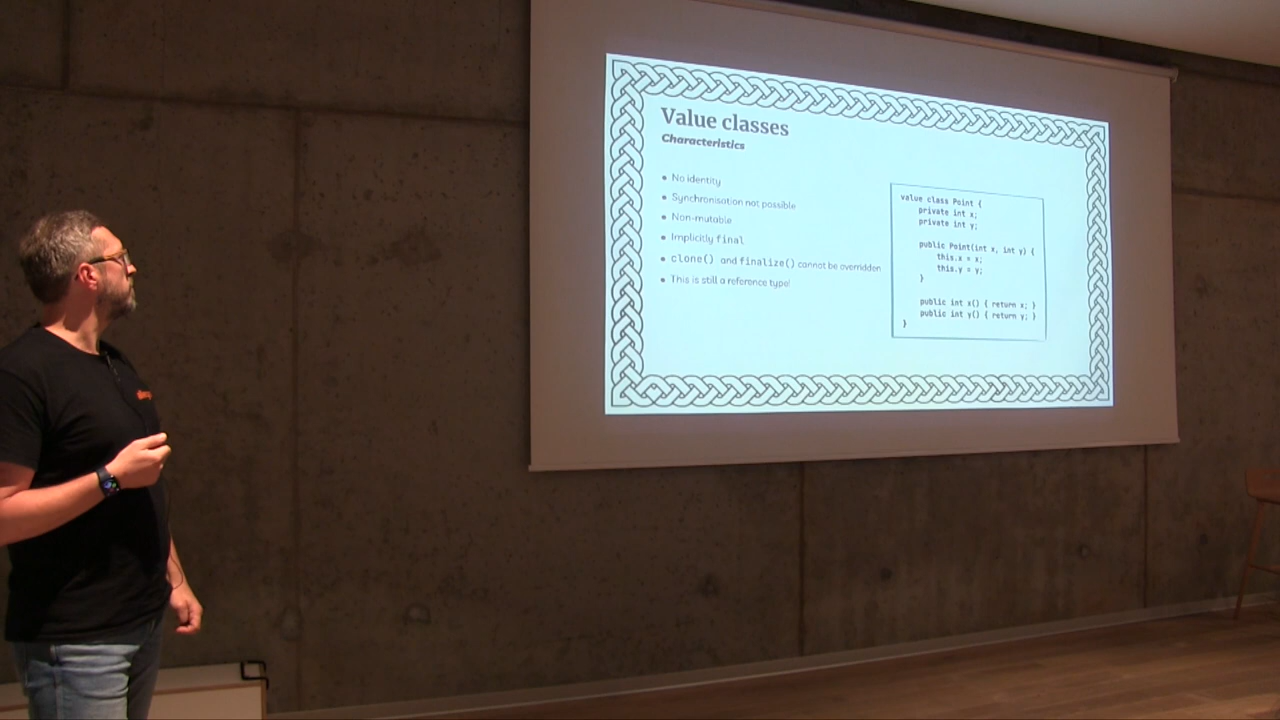 Value classes
Characteristics
No identity
Synchronisation not possible
Non-mutable
Implicitly final
clone() and finalize() cannot be overridden
This is still a reference type!
value class Point {
private int x;
private int y;
public Point(int x, int y) {
this.x = x;
this.y = y;
}
public int x() { return x; }
public int y() { return y; }
}